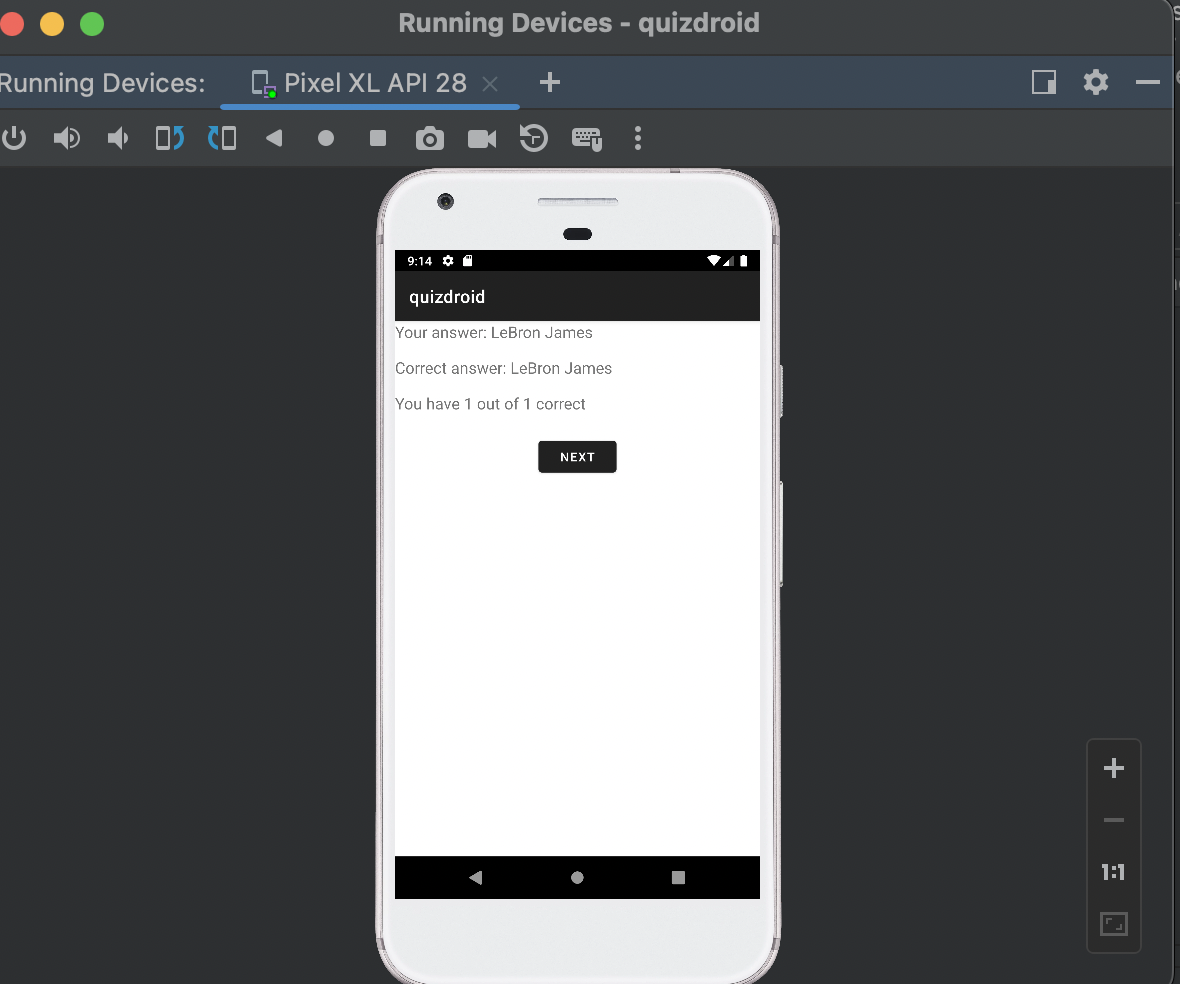 Running Devices - quizdroid
Running Devices:
Pixel XL API 28
9:14
quizdroid
Your answer: LeBron James
Correct answer: LeBron James
You have 1 out of 1 correct
NEXT
1:1